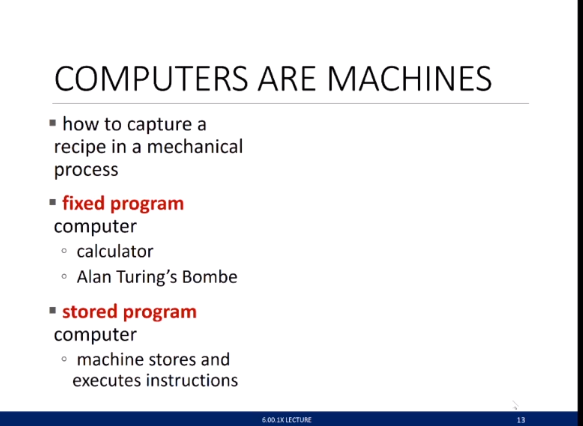 COMPUTERS ARE MACHINES
▪ how to capture a
recipe in a mechanical
process
▪ fixed program
computer
◦ calculator
◦ Alan Turing's Bombe
▪ stored program
computer
◦ machine stores and
executes instructions
6.00.1X LECTURE
13